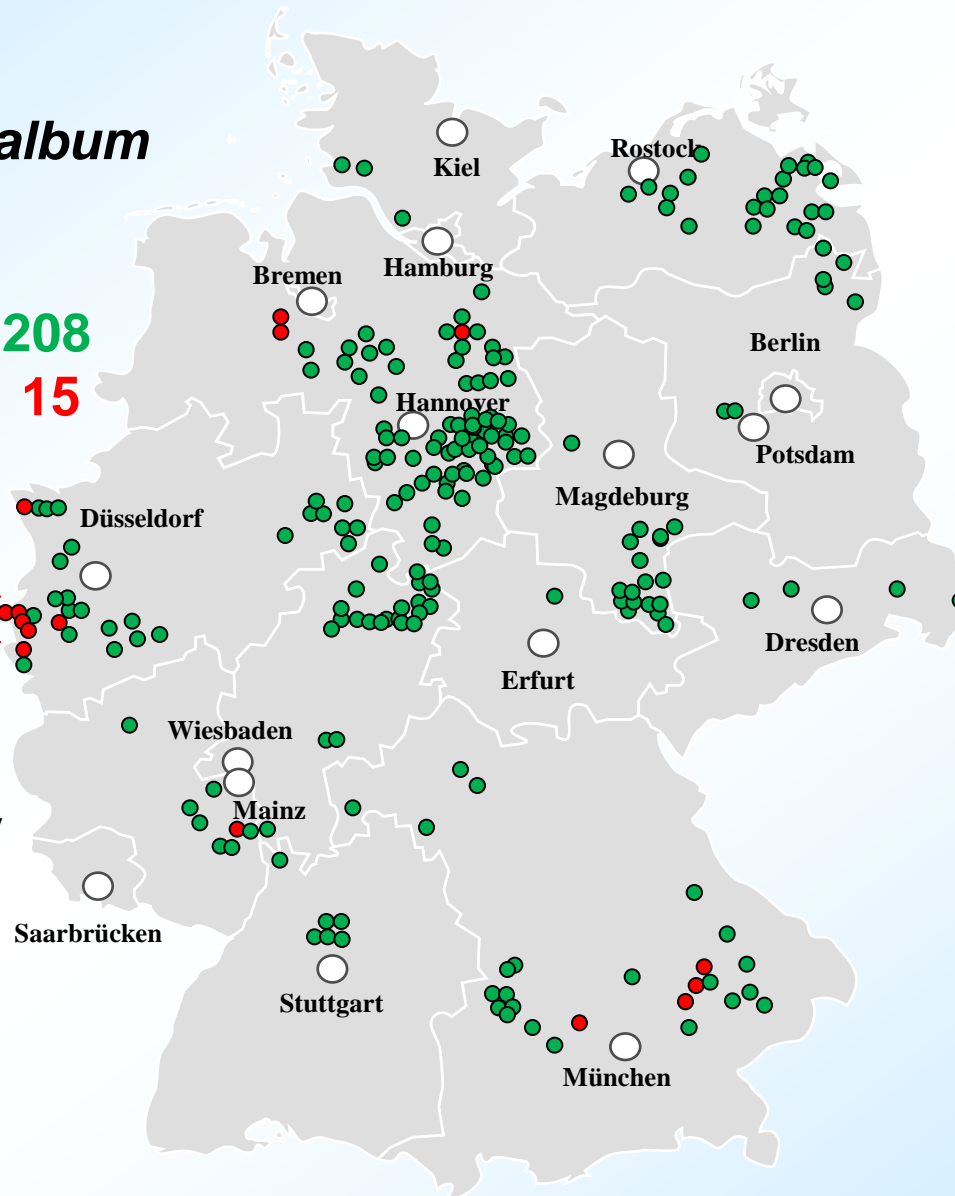 album
Kiel
Rostock
Hamburg
Bremen
208
Berlin
15
Hannover
Potsdam
Magdeburg
Düsseldorf
Dresden
Erfurt
Wiesbaden
Mainz
Saarbrücken
Stuttgart
München